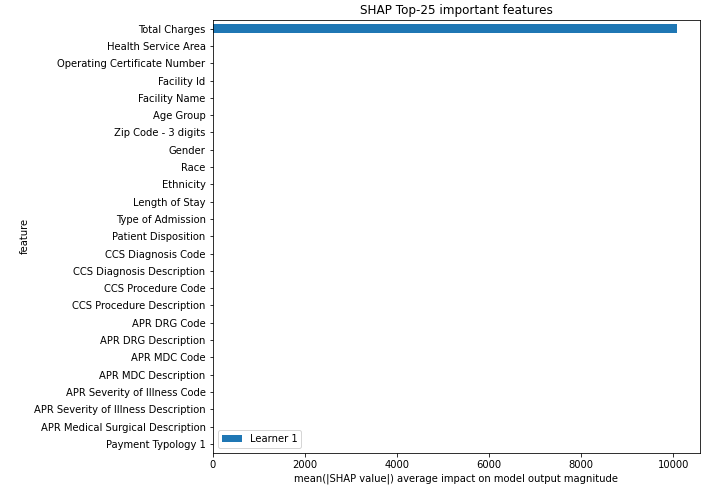 SHAP Top-25 important features
Total Charges
Health Service Area
Operating Certificate Number
Facility Id
Facility Name
Age Group
Zip Code - 3 digits
Gender
Race
Ethnicity
Length of Stay
Type of Admission
Patient Disposition
CCS Diagnosis Code
CCS Diagnosis Description
CCS Procedure Code
CCS Procedure Description
APR DRG Code
APR DRG Description
APR MDC Code
APR MDC Description
APR Severity of Illness Code
APR Severity of Illness Description
APR Medical Surgical Description
Payment Typology 1
feature
Learner 1
0 2000 4000 6000 8000 10000
mean(|SHAP value|) average impact on model output magnitude